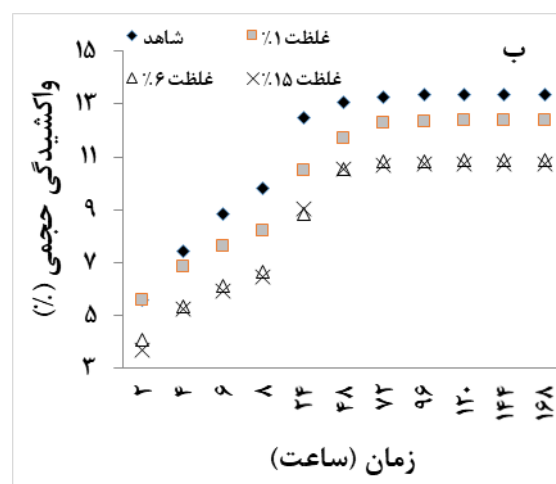 ب
شاهد
غلظت ۱٪
غلظت ۶٪
غلظت ۱۵٪
واکشیدگی حجمی (٪)
۱۵
۱۳
۱۱
۹
۷
۵
۳
۲
۴
۶
۸
۲۴
۴۸
۷۲
۹۶
۱۲۰
۱۴۴
۱۶۸
زمان (ساعت)